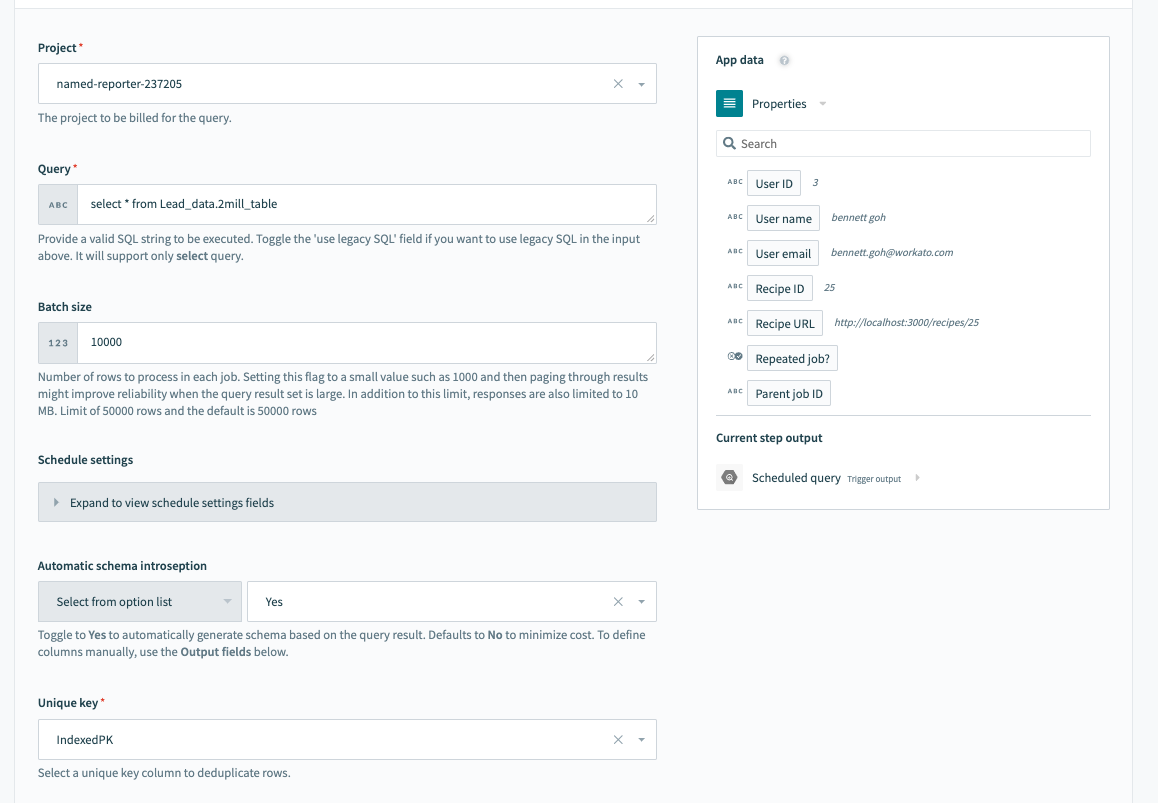 Project *
named-reporter-237205
The project to be billed for the query.
Query *
ABC
select * from Lead_data.2mill_table
Provide a valid SQL string to be executed. Toggle the 'use legacy SQL' field if you want to use legacy SQL in the input
above. It will support only select query.
Batch size
123
10000
Number of rows to process in each job. Setting this flag to a small value such as 1000 and then paging through results
might improve reliability when the query result set is large. In addition to this limit, responses are also limited to 10
MB. Limit of 50000 rows and the default is 50000 rows
Schedule settings
Expand to view schedule settings fields
Automatic schema introseption
Select from option list
Yes
Toggle to Yes to automatically generate schema based on the query result. Defaults to No to minimize cost. To define
columns manually, use the Output fields below.
Unique key *
IndexedPK
Select a unique key column to deduplicate rows.
App data ?
Properties
Search
ABC User ID 3
ABC User name bennett goh
ABC User email bennett.goh@workato.com
ABC Recipe ID 25
ABC Recipe URL http://localhost:3000/recipes/25
Repeated job?
ABC Parent job ID
Current step output
Scheduled query Trigger output